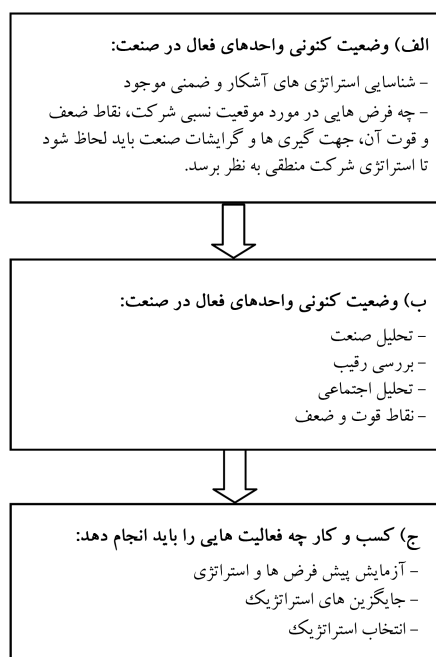 الف) وضعیت کنونی واحدهای فعال در صنعت:
- شناسایی استراتژی های آشکار و ضمنی موجود
- چه فرض هایی در مورد موقعیت نسبی شرکت، نقاط ضعف
و قوت آن، جهت گیری ها و گرایشات صنعت باید لحاظ شود
تا استراتژی شرکت منطقی به نظر برسد.
ب) وضعیت کنونی واحدهای فعال در صنعت:
- تحلیل صنعت
- بررسی رقیب
- تحلیل اجتماعی
- نقاط قوت و ضعف
ج) کسب و کار چه فعالیت هایی را باید انجام دهد:
- آزمایش پیش فرض ها و استراتژی
- جایگزین های استراتژیک
- انتخاب استراتژیک